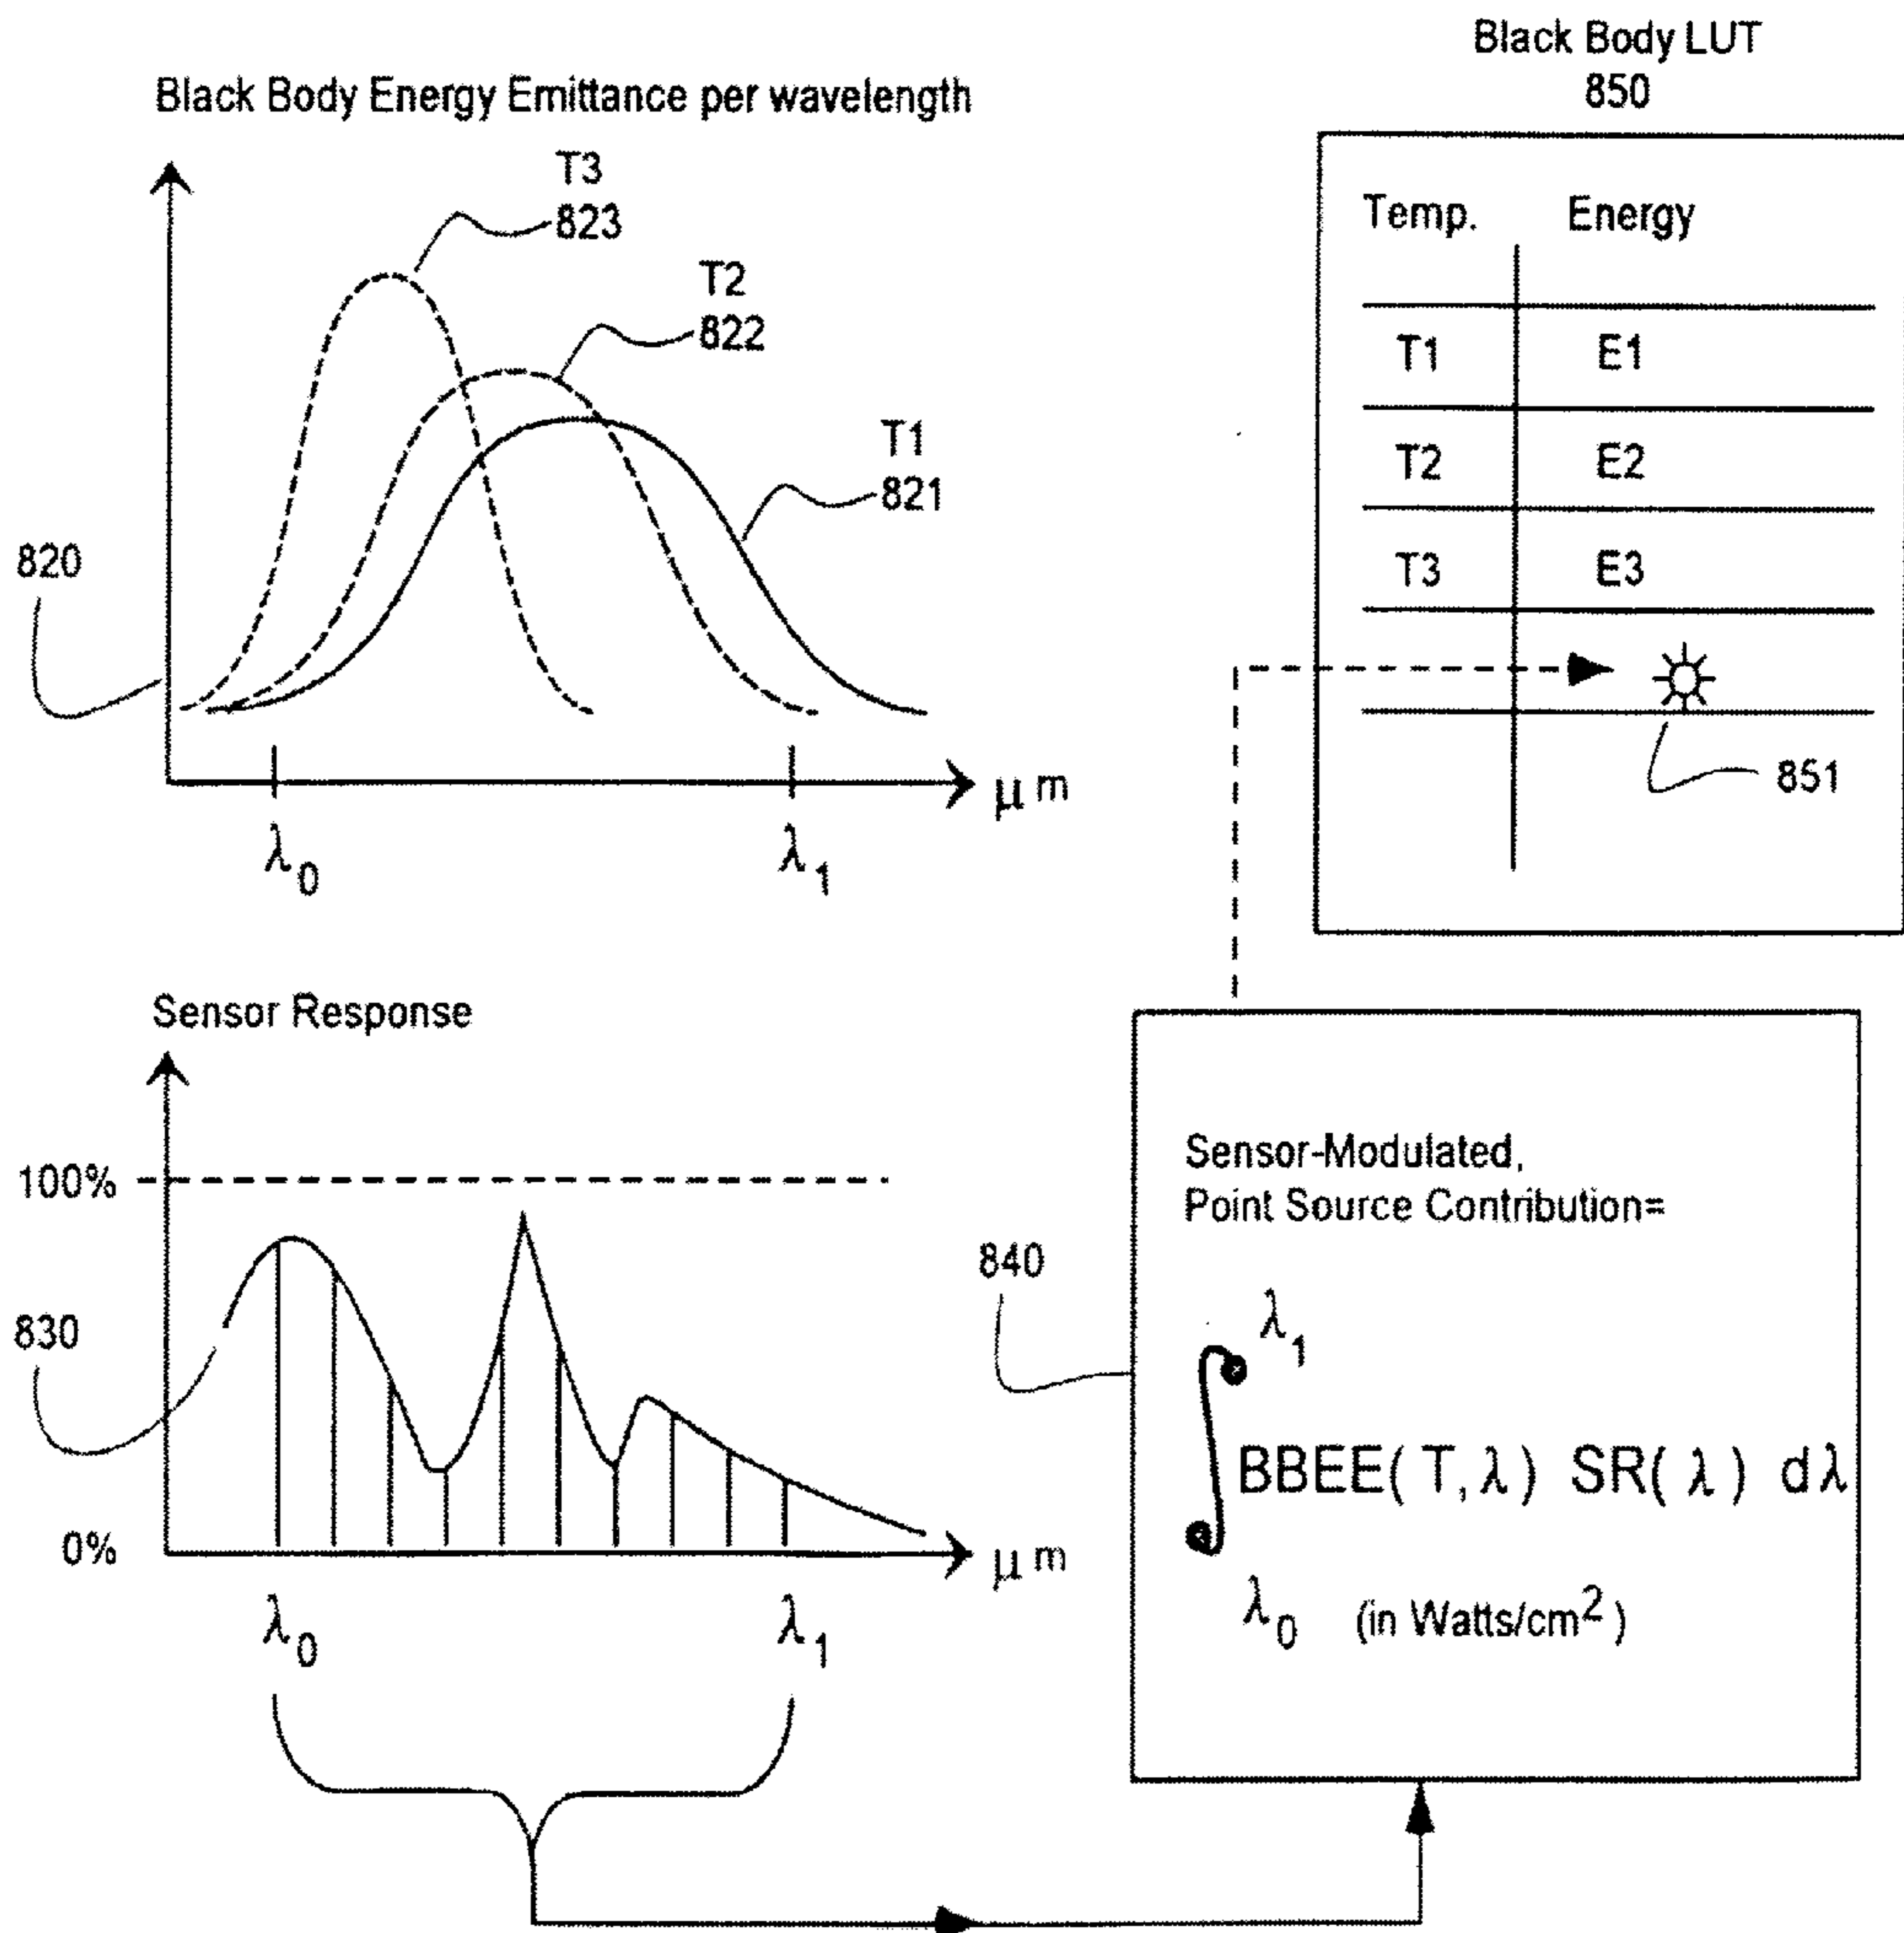 Black Body Energy Emittance per wavelength
T3
823
T2
822
T1
821
820
μm
λ0
λ1
Black Body LUT
850
Temp. Energy
T1 E1
T2 E2
T3 E3
851
Sensor Response
100%
830
0%
μm
λ0
λ1
840
Sensor-Modulated,
Point Source Contribution=
λ1
∫ BBEE(T,λ) SR(λ) dλ
λ0 (in Watts/cm²)